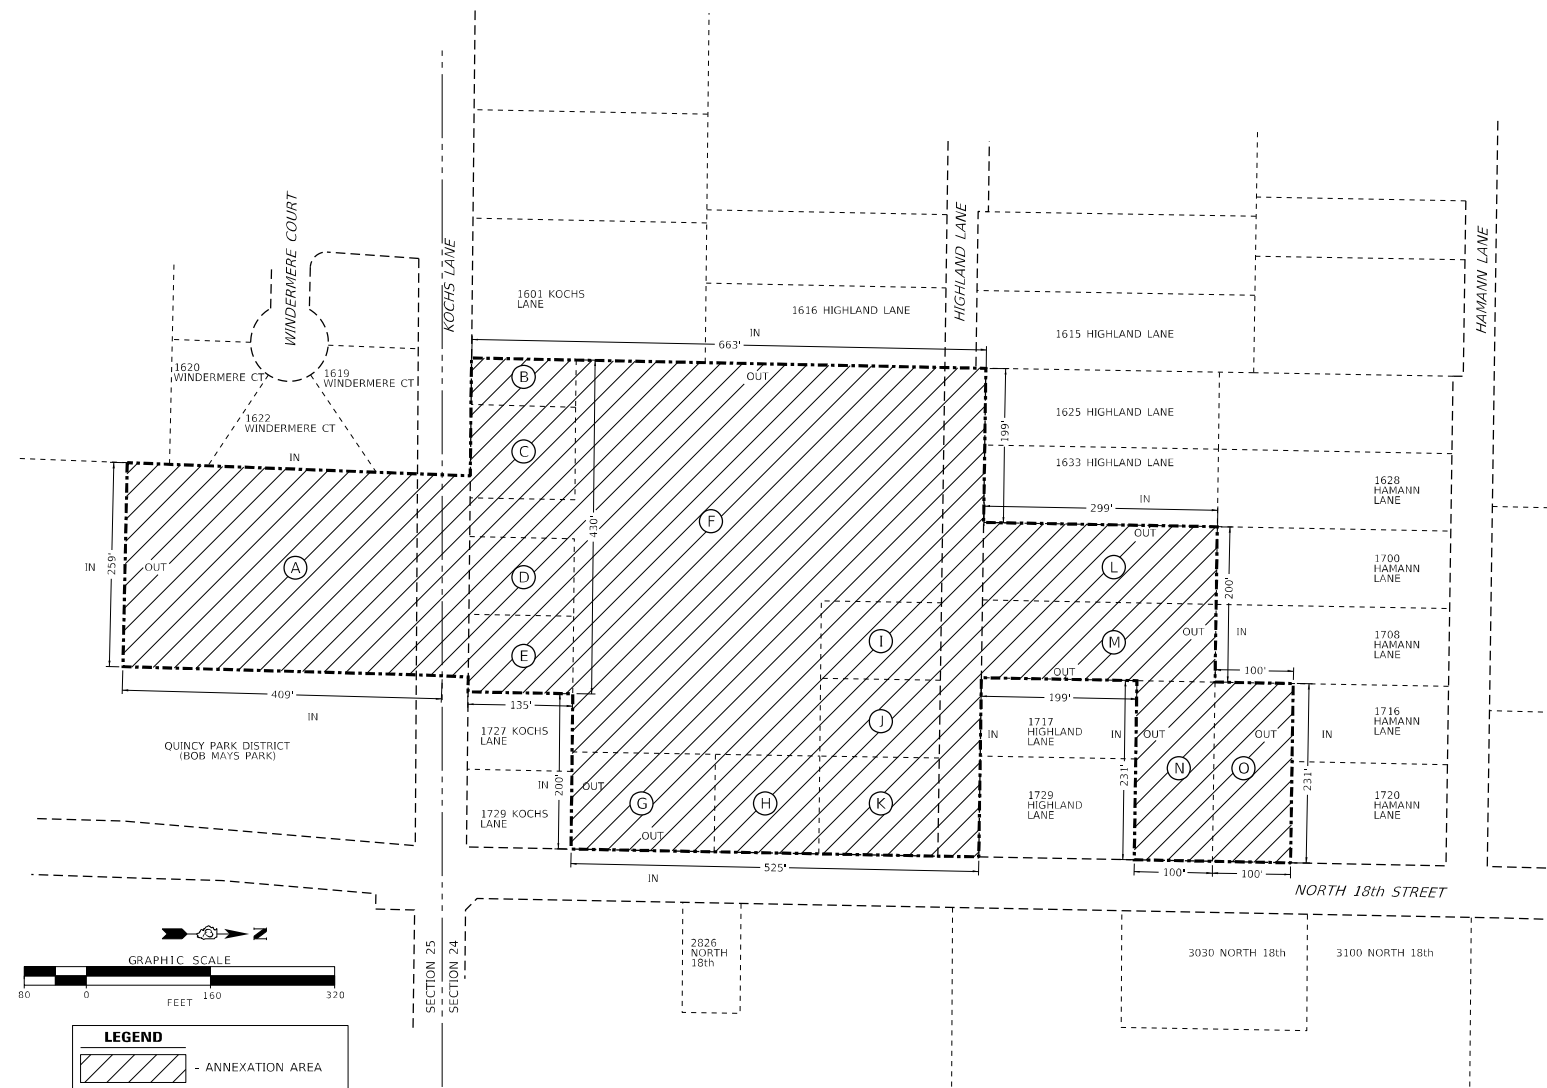 WINDERMERE COURT
KOCHS LANE
HIGHLAND LANE
HAMANN LANE
1601 KOCHS
LANE
1616 HIGHLAND LANE
IN
663'
OUT
1615 HIGHLAND LANE
1620
WINDERMERE CT
1619
WINDERMERE CT
1622
WINDERMERE CT
IN
B
C
199'
1625 HIGHLAND LANE
1633 HIGHLAND LANE
IN
299'
OUT
1628
HAMANN
LANE
430'
F
IN
259'
OUT
A
D
L
200'
1700
HAMANN
LANE
E
I
M
OUT
IN
1708
HAMANN
LANE
OUT
100'
409'
135'
199'
IN
QUINCY PARK DISTRICT
(BOB MAYS PARK)
1727 KOCHS
LANE
J
IN
1717
HIGHLAND
LANE
IN
OUT
OUT
IN
1716
HAMANN
LANE
IN
200'
OUT
231'
N
O
231'
1729 KOCHS
LANE
G
H
K
1729
HIGHLAND
LANE
1720
HAMANN
LANE
OUT
525'
IN
100'
100'
NORTH 18th STREET
N
GRAPHIC SCALE
80
0
160
320
FEET
SECTION 25
SECTION 24
2826
NORTH
18th
3030 NORTH 18th
3100 NORTH 18th
LEGEND
- ANNEXATION AREA